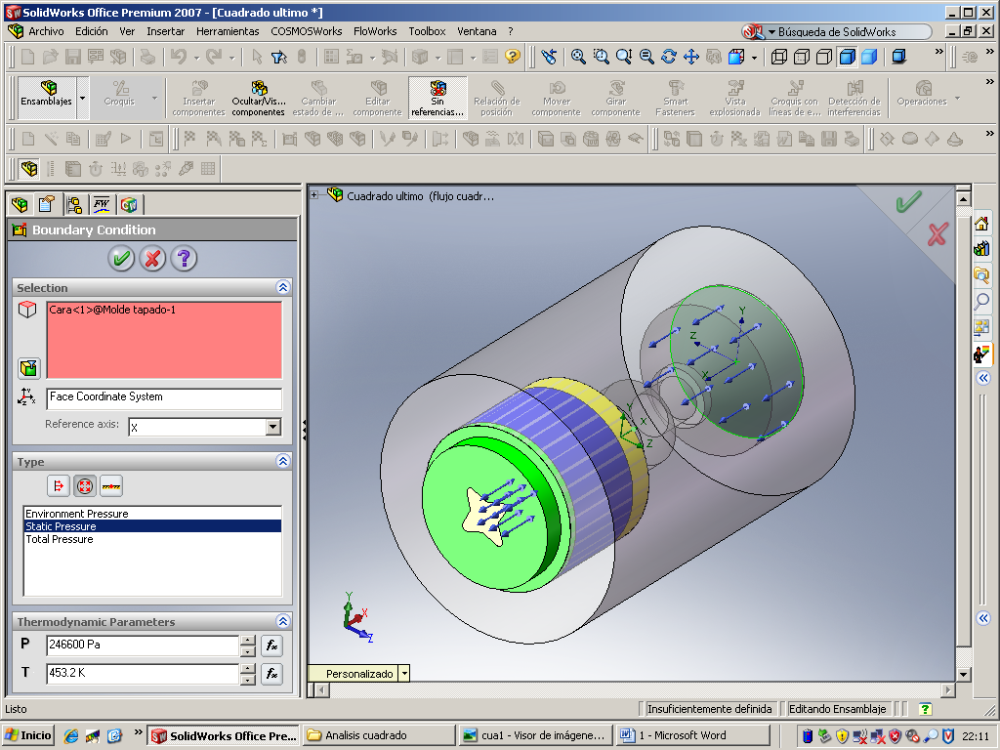 SolidWorks Office Premium 2007 - [Cuadrado ultimo *]
Archivo Edición Ver Insertar Herramientas COSMOSWorks FloWorks Toolbox Ventana ?
Búsqueda de SolidWorks
Ensamblajes
Croquis
Insertar componentes
Ocultar/Vis... componentes
Cambiar estado de ...
Editar componente
Sin referencias...
Relación de posición
Mover componente
Girar componente
Smart Fasteners
Vista explosionada
Croquis con líneas de e...
Detección de interferencias
Operaciones
Cuadrado ultimo (flujo cuadr...
Boundary Condition
Selection
Cara<1>@Molde tapado-1
Face Coordinate System
Reference axis:
X
Type
Environment Pressure
Static Pressure
Total Pressure
Thermodynamic Parameters
P
246600 Pa
T
453.2 K
Y
Z
X
Y
X
Z
Y
X
Z
Personalizado
Listo
Insuficientemente definida
Editando Ensamblaje
Inicio
SolidWorks Office Pre...
Analisis cuadrado
cua1 - Visor de imágene...
1 - Microsoft Word
22:11